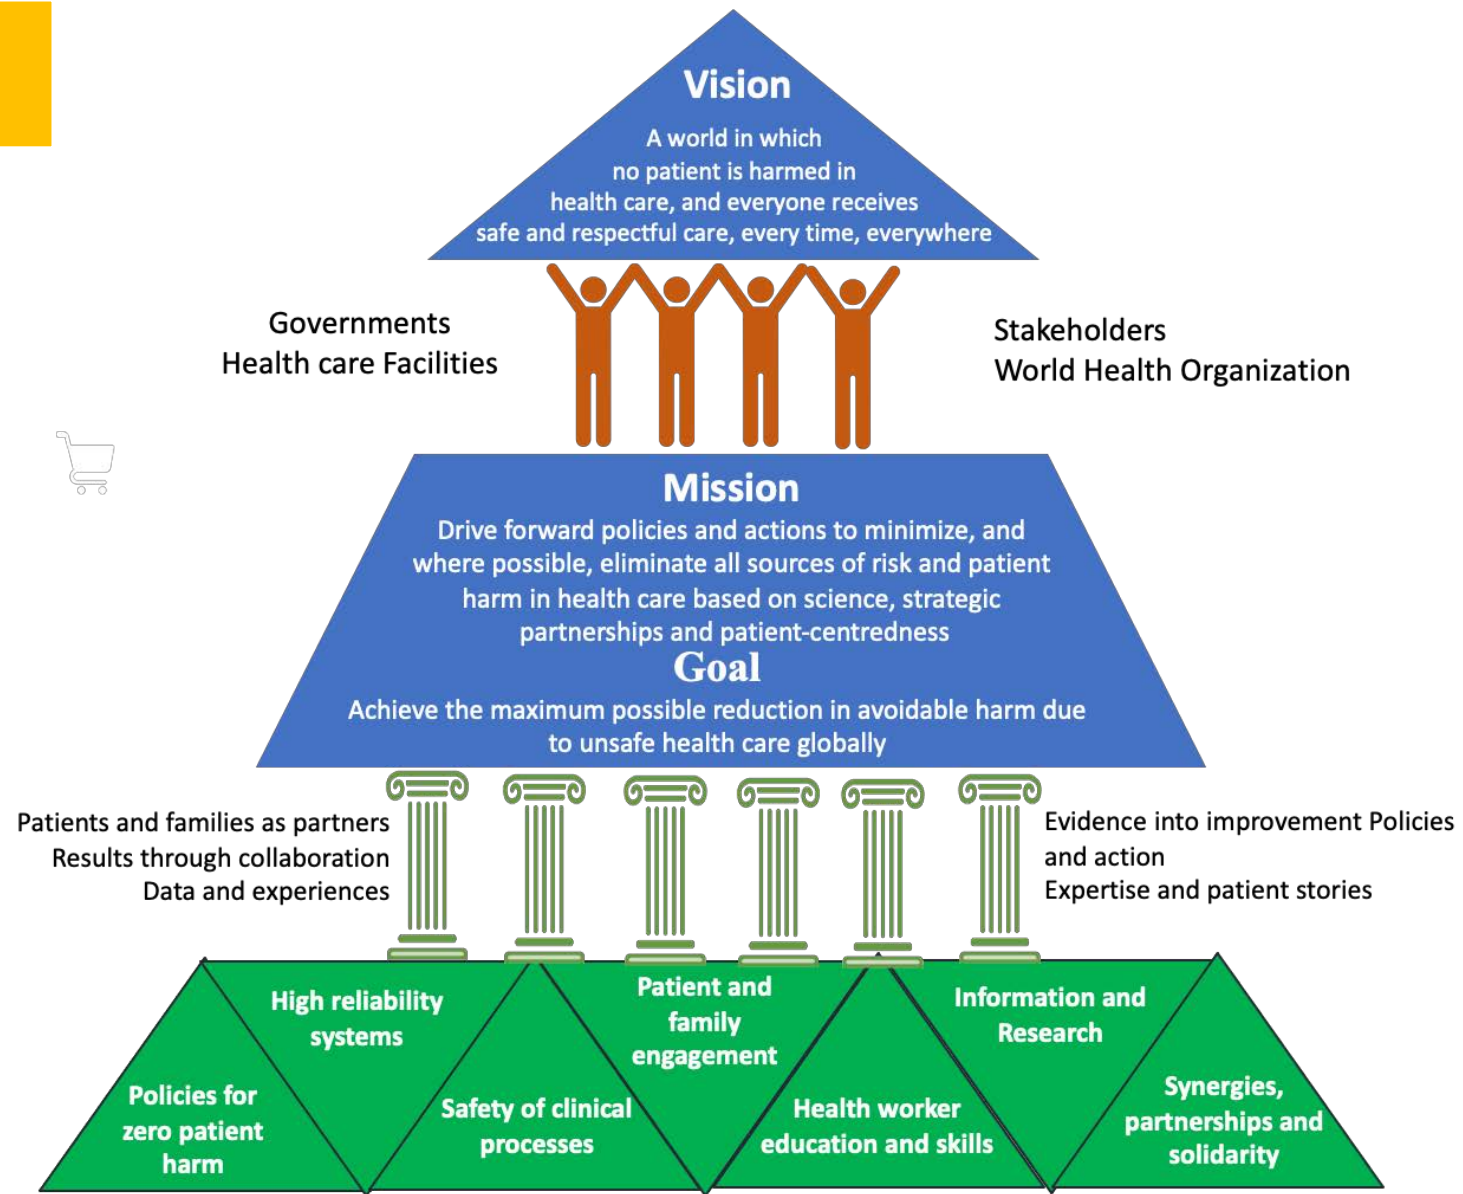 Vision
A world in which
no patient is harmed in
health care, and everyone receives
safe and respectful care, every time, everywhere
Governments
Health care Facilities
Stakeholders
World Health Organization
Mission
Drive forward policies and actions to minimize, and
where possible, eliminate all sources of risk and patient
harm in health care based on science, strategic
partnerships and patient-centredness
Goal
Achieve the maximum possible reduction in avoidable harm due
to unsafe health care globally
Patients and families as partners
Results through collaboration
Data and experiences
Evidence into improvement Policies
and action
Expertise and patient stories
Policies for
zero patient
harm
High reliability
systems
Safety of clinical
processes
Patient and
family
engagement
Health worker
education and skills
Information and
Research
Synergies,
partnerships and
solidarity